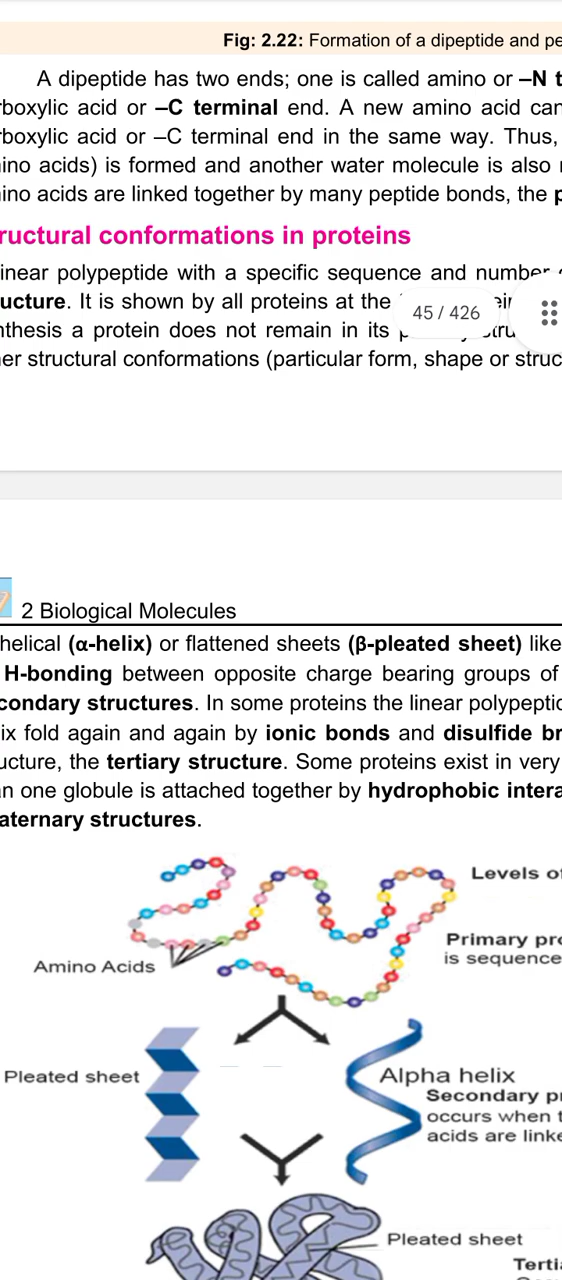 Fig: 2.22: Formation of a dipeptide and pe
A dipeptide has two ends; one is called amino or –N t
rboxylic acid or –C terminal end. A new amino acid can
rboxylic acid or –C terminal end in the same way. Thus,
ino acids) is formed and another water molecule is also
ino acids are linked together by many peptide bonds, the p
ructural conformations in proteins
inear polypeptide with a specific sequence and number
ucture. It is shown by all proteins at the
45 / 426
nthesis a protein does not remain in its
er structural conformations (particular form, shape or struc
2 Biological Molecules
helical (α-helix) or flattened sheets (β-pleated sheet) like
H-bonding between opposite charge bearing groups of
condary structures. In some proteins the linear polypeptic
ix fold again and again by ionic bonds and disulfide br
ucture, the tertiary structure. Some proteins exist in very
n one globule is attached together by hydrophobic intera
aternary structures.
Levels of
Primary pro
is sequence
Amino Acids
Pleated sheet
Alpha helix
Secondary pr
occurs when t
acids are linke
Pleated sheet
Tertia